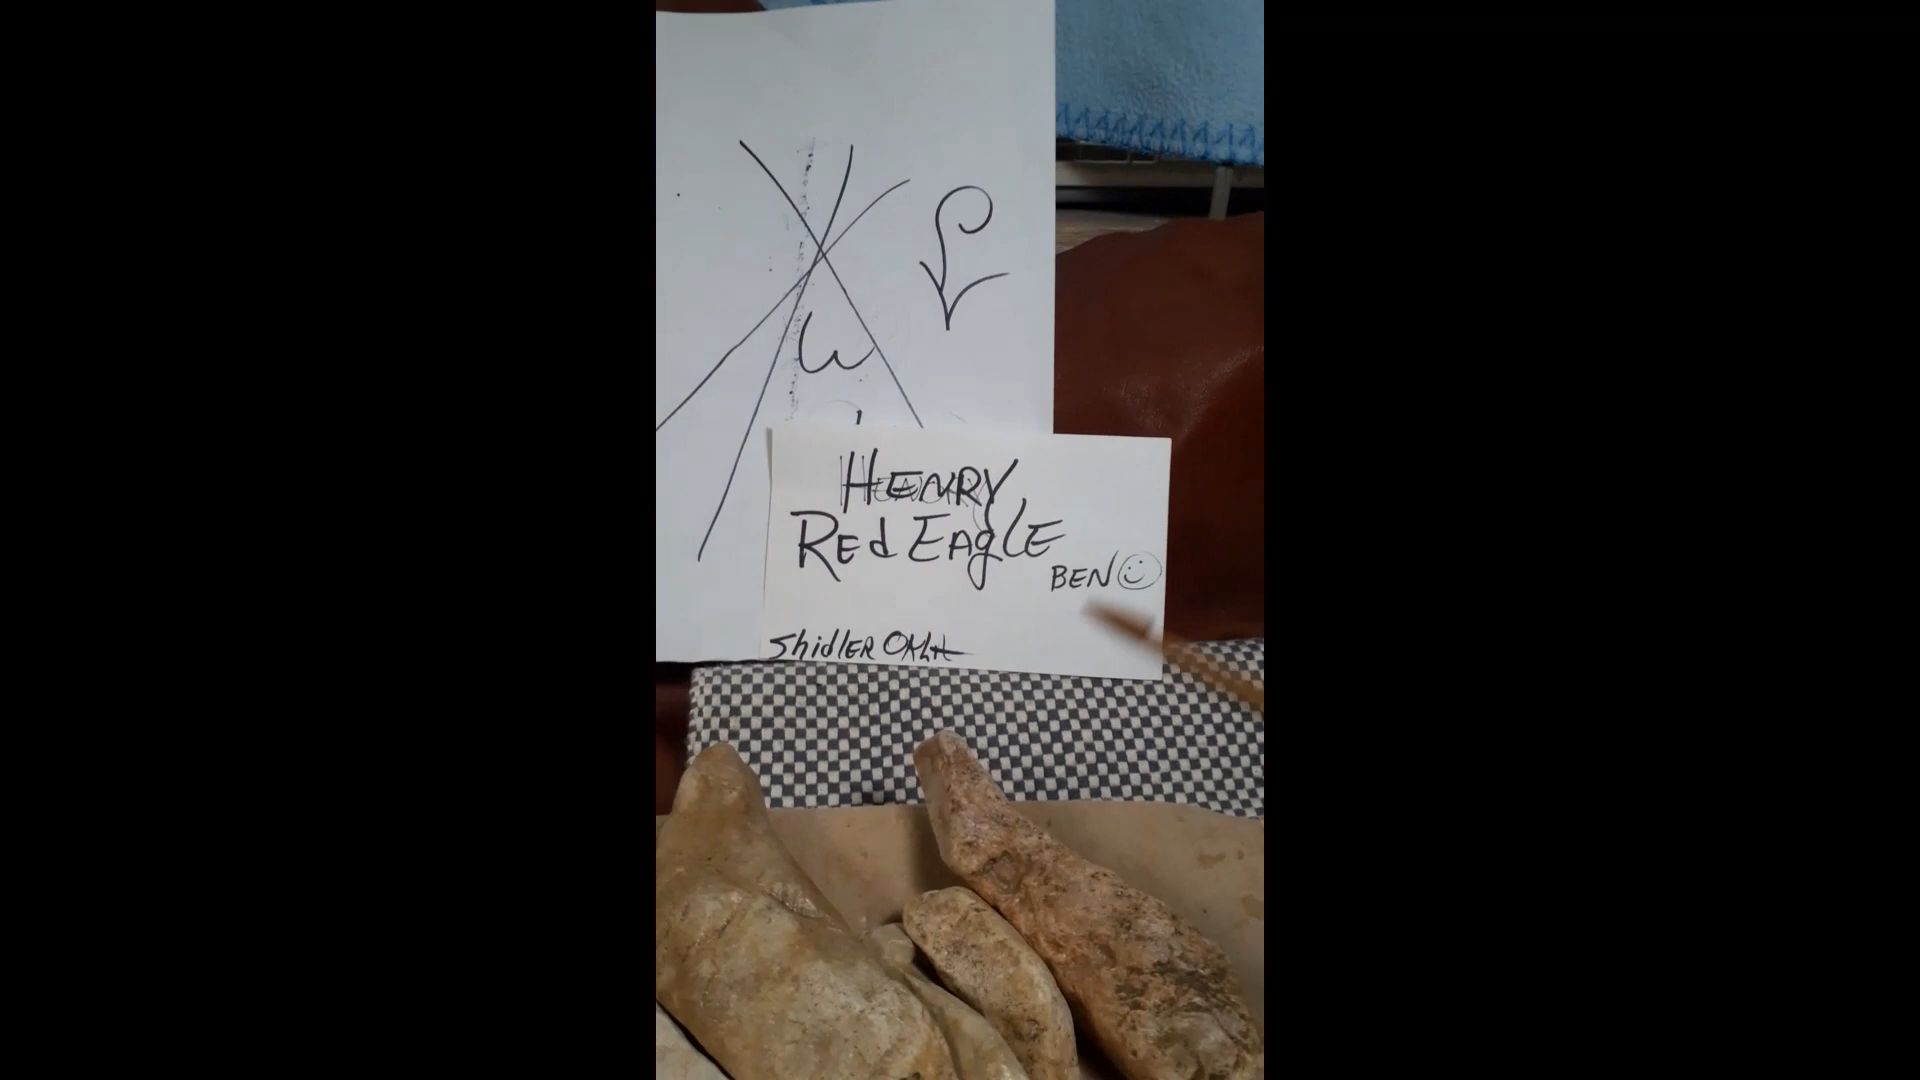 ω
HENRY
Red EAgLE
BEN
ShidlER OKLA